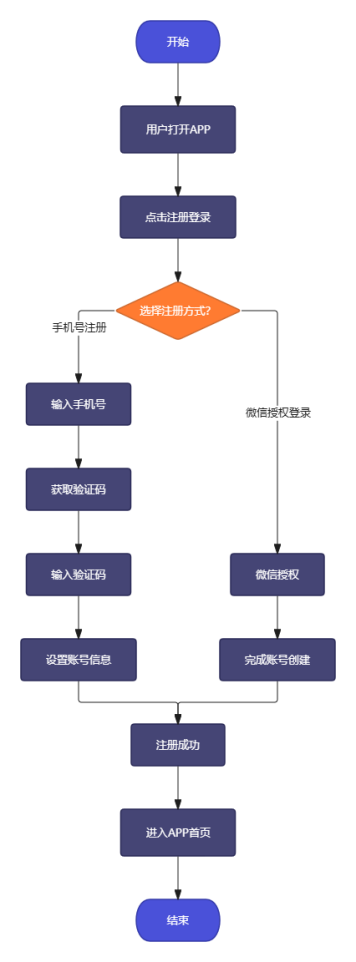 开始
用户打开APP
点击注册登录
选择注册方式?
手机号注册
输入手机号
微信授权登录
获取验证码
输入验证码
微信授权
设置账号信息
完成账号创建
注册成功
进入APP首页
结束